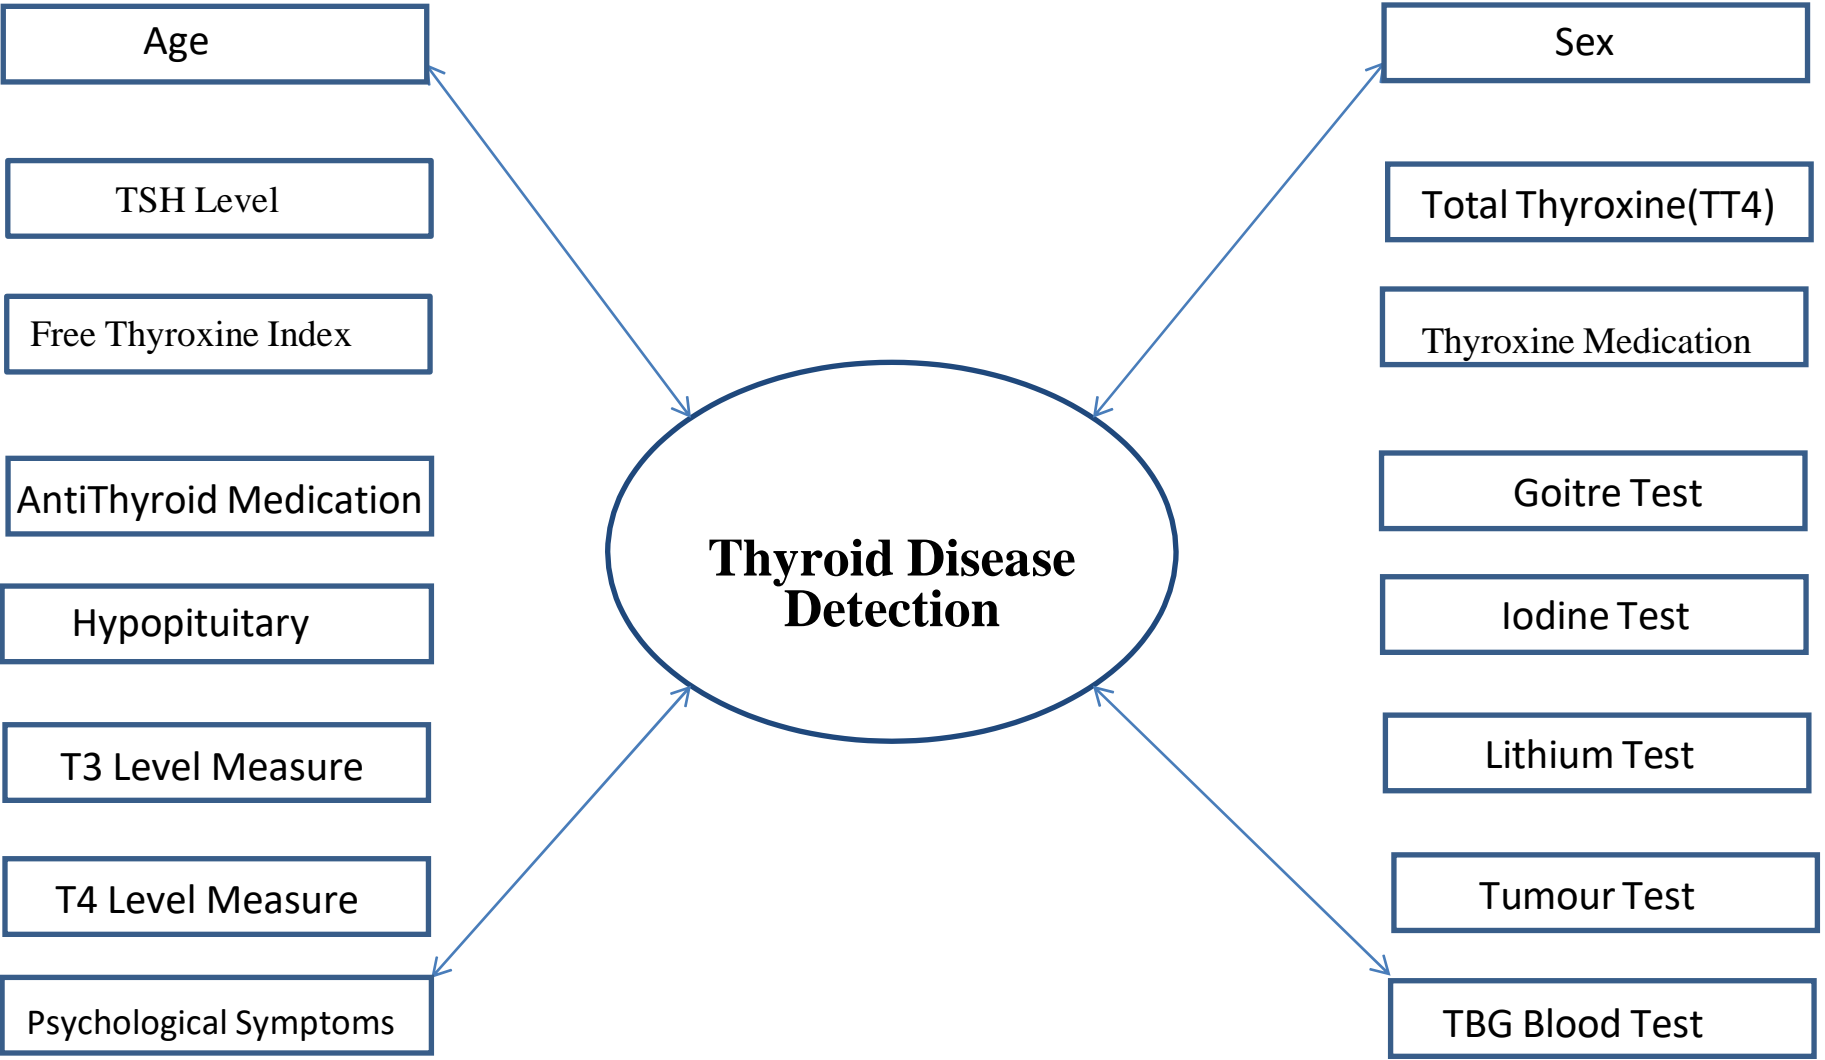 Age
TSH Level
Free Thyroxine Index
AntiThyroid Medication
Hypopituitary
T3 Level Measure
T4 Level Measure
Psychological Symptoms
Thyroid Disease
Detection
Sex
Total Thyroxine(TT4)
Thyroxine Medication
Goitre Test
Iodine Test
Lithium Test
Tumour Test
TBG Blood Test